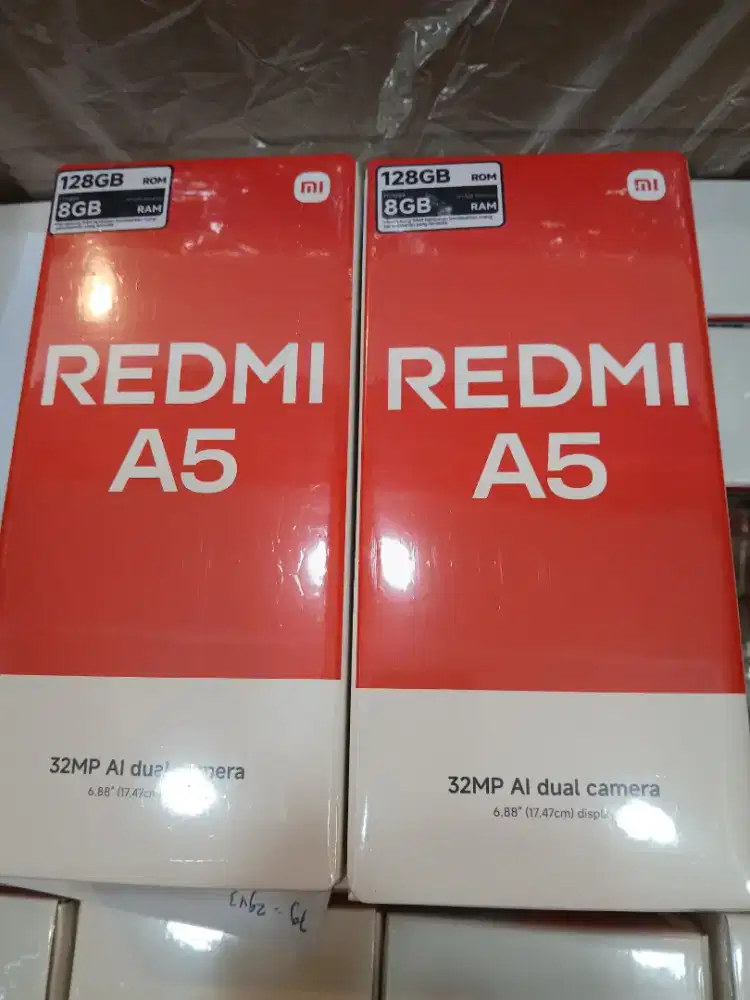 128GB ROM
8GB RAM
mi
REDMI
A5
32MP AI dual camera
6.88" (17.47cm
128GB ROM
8GB RAM
mi
REDMI
A5
32MP AI dual camera
6.88" (17.47cm) displ